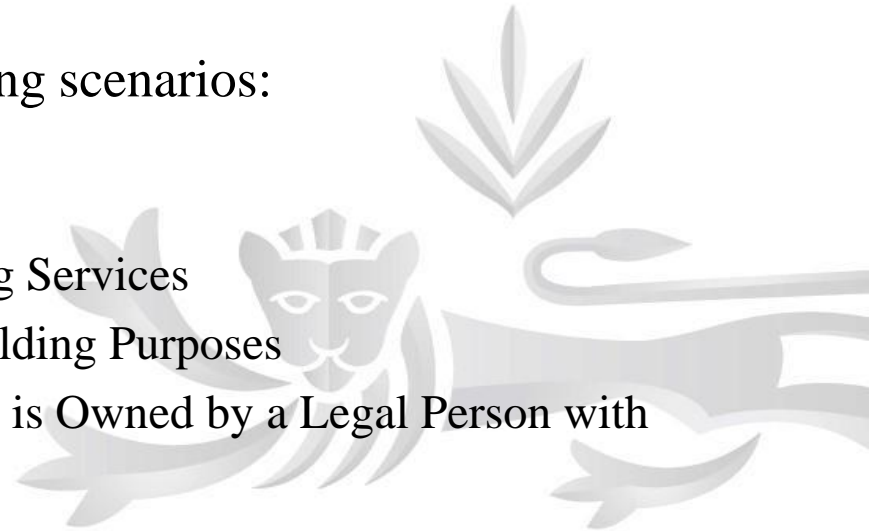 ng scenarios:
g Services
lding Purposes
is Owned by a Legal Person with